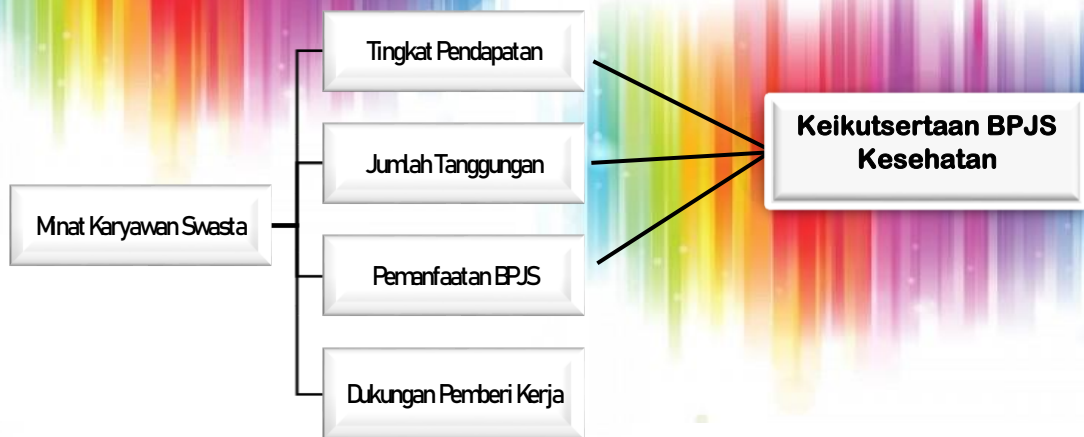 Tingkat Pendapatan
Jumlah Tanggungan
Minat Karyawan Swasta
Pemanfaatan BPJS
Dukungan Pemberi Kerja
Keikutsertaan BPJS
Kesehatan